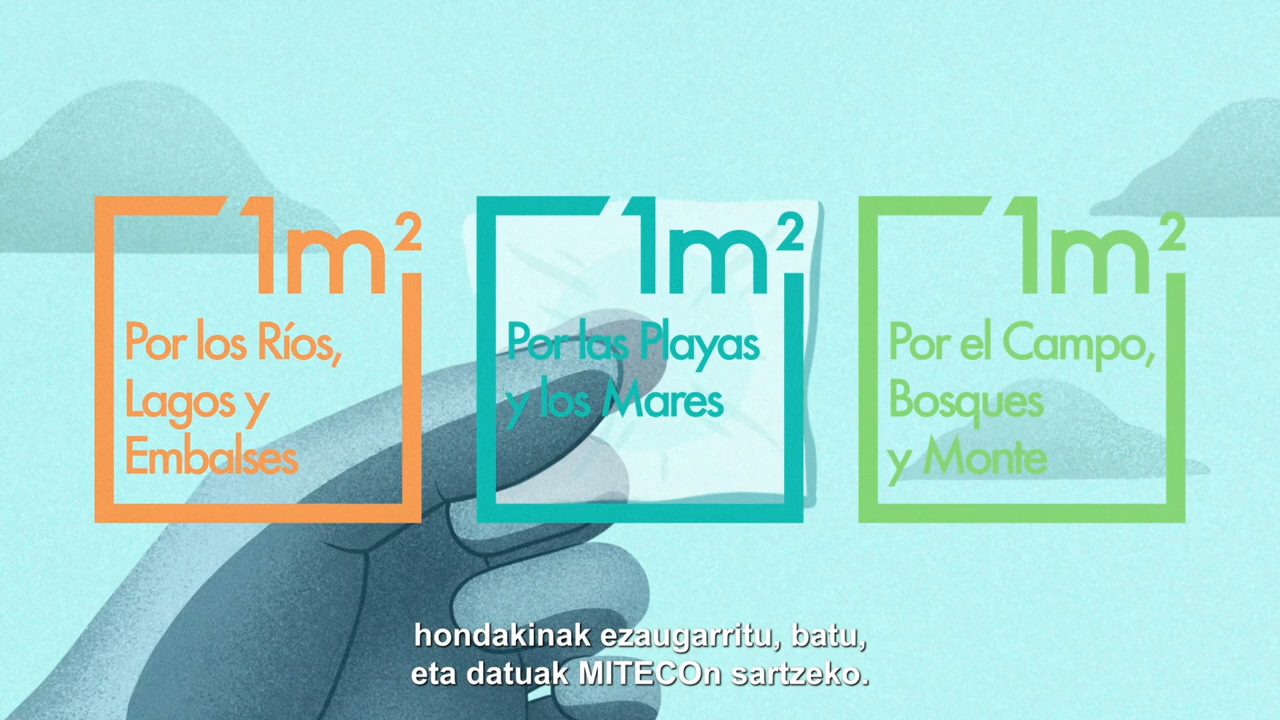 1m²
Por los Ríos,
Lagos y
Embalses
1m²
Por las Playas
y los Mares
1m²
Por el Campo,
Bosques
y Monte
hondakinak ezaugarritu, batu,
eta datuak MITECOn sartzeko.